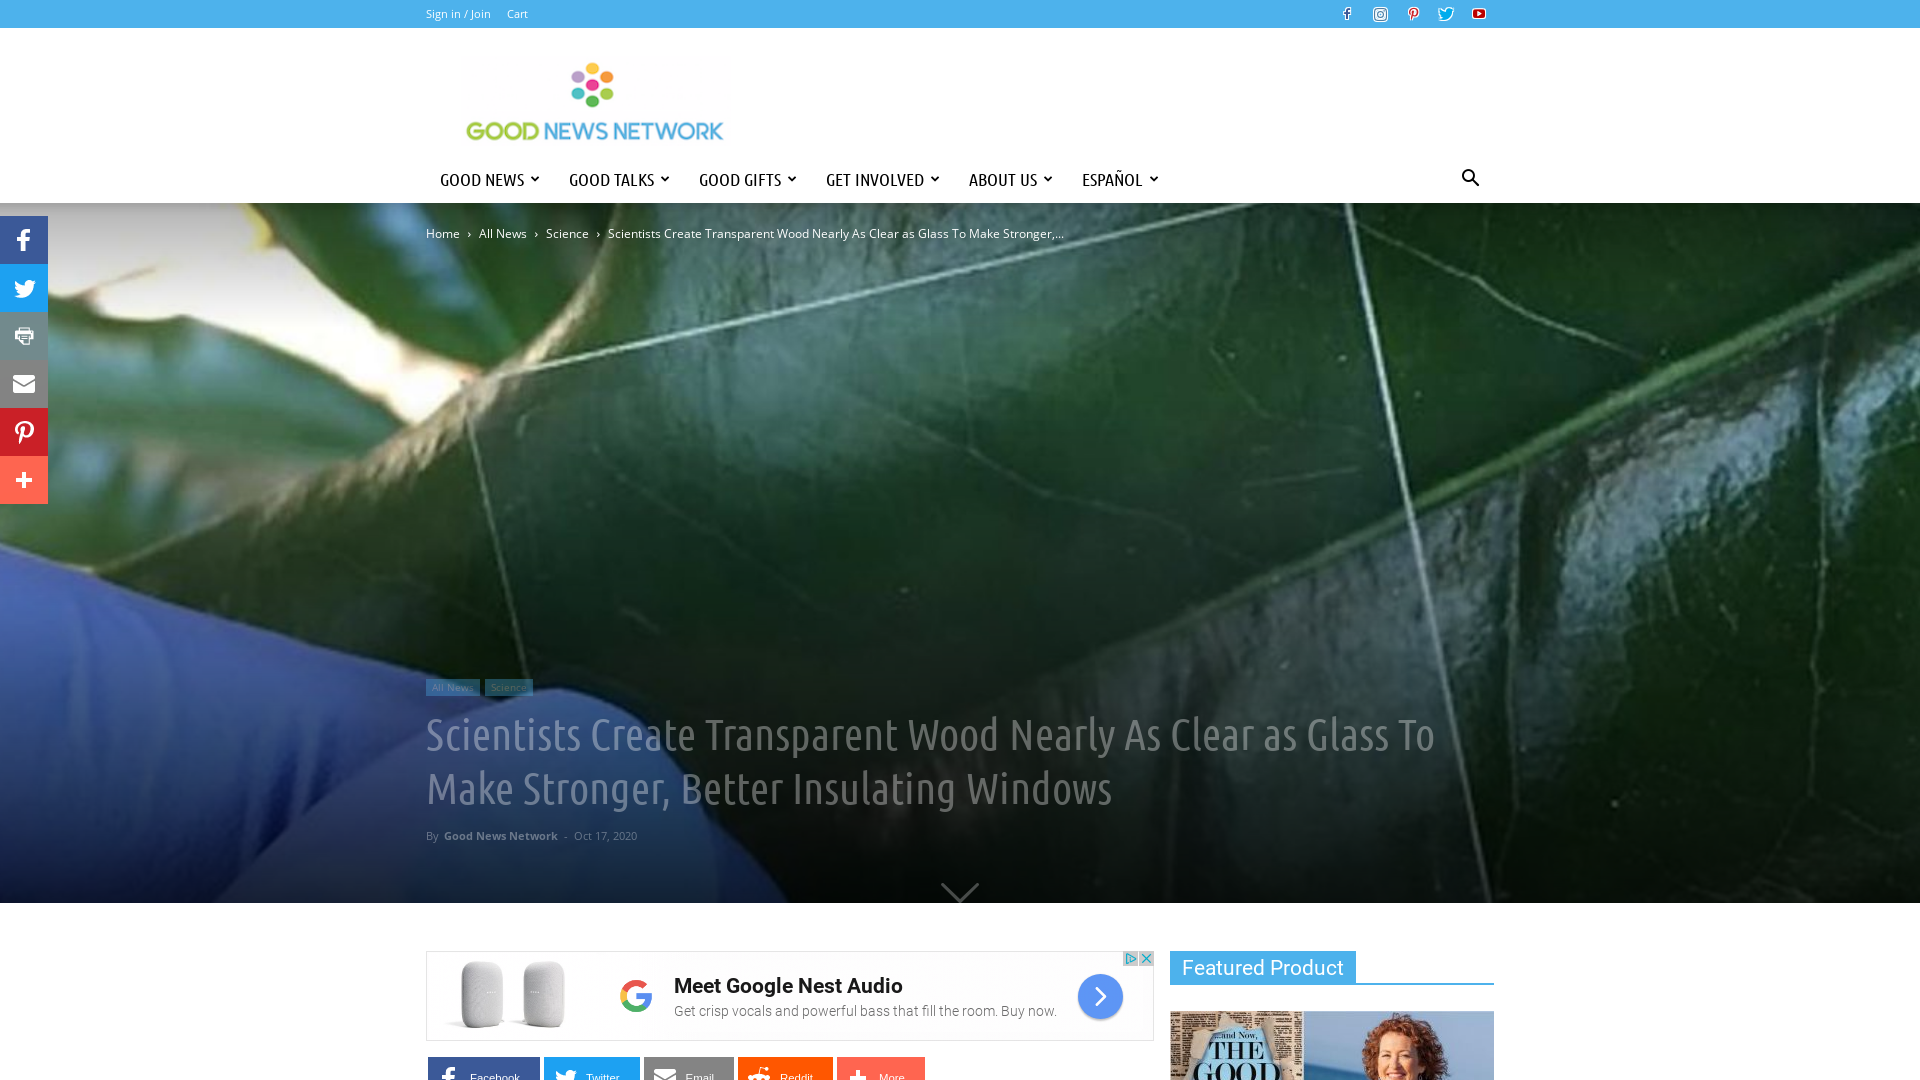 Sign in / Join Cart
GOOD NEWS NETWORK
GOOD NEWS GOOD TALKS GOOD GIFTS GET INVOLVED ABOUT US ESPAÑOL
Home › All News › Science › Scientists Create Transparent Wood Nearly As Clear as Glass To Make Stronger,...
All News Science
Scientists Create Transparent Wood Nearly As Clear as Glass To
Make Stronger, Better Insulating Windows
By Good News Network - Oct 17, 2020
Meet Google Nest Audio
Get crisp vocals and powerful bass that fill the room. Buy now.
Featured Product
...and Now,
THE
GOOD
Facebook Twitter Email Reddit More